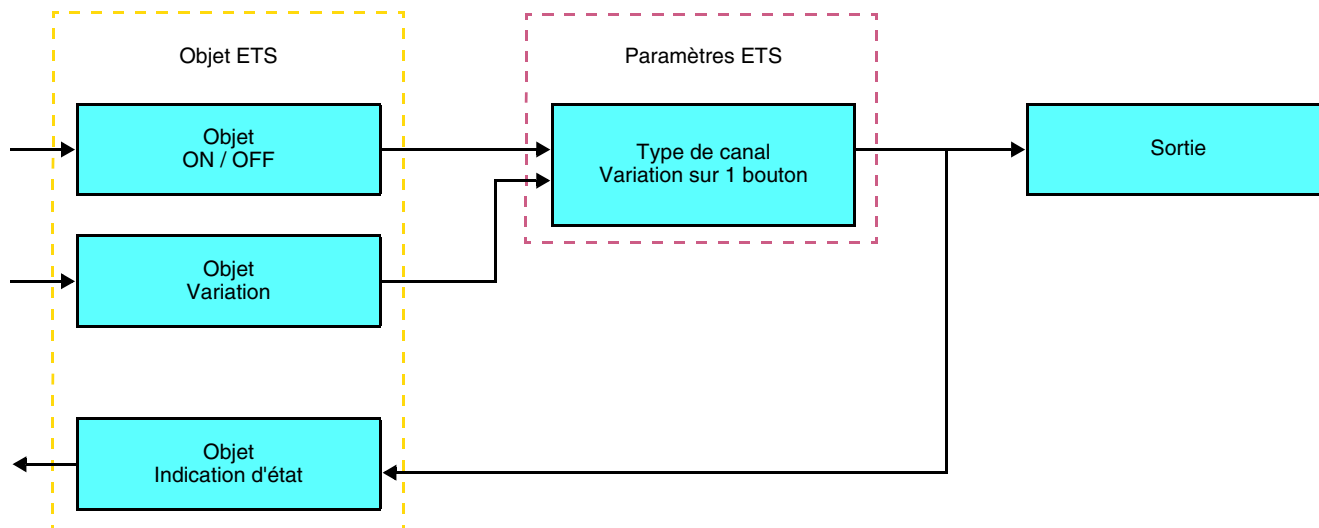 Objet ETS
Paramètres ETS
Objet
ON / OFF
Type de canal
Variation sur 1 bouton
Sortie
Objet
Variation
Objet
Indication d'état